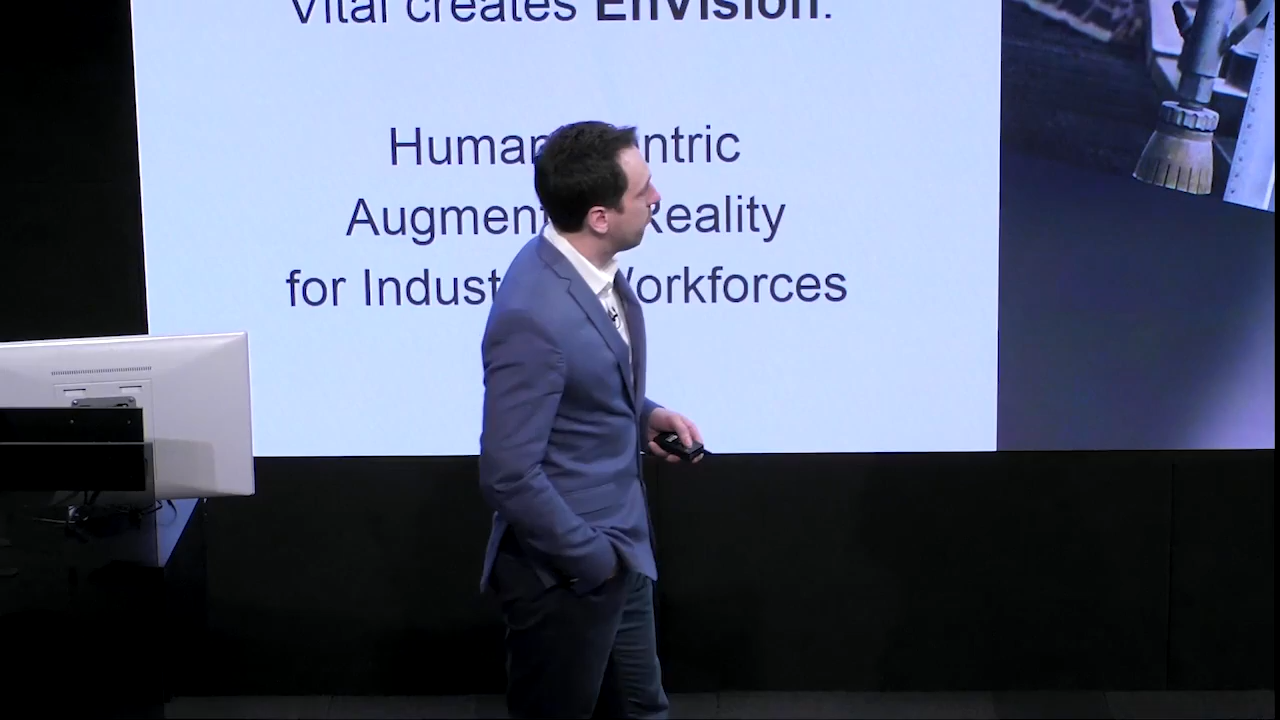 Vital creates EnVision:
Human ntric
Augmen Reality
for Indust Workforces